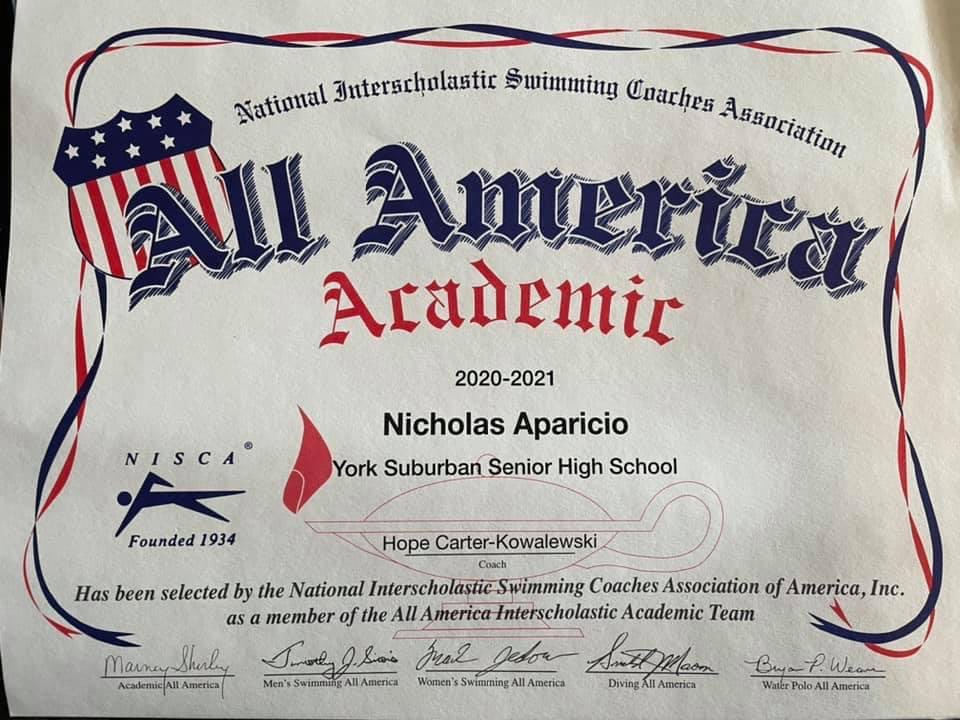 National Interscholastic Swimming Coaches Association
All America
Academic
2020-2021
Nicholas Aparicio
York Suburban Senior High School
NISCA®
Founded 1934
Hope Carter-Kowalewski
Coach
Has been selected by the National Interscholastic Swimming Coaches Association of America, Inc.
as a member of the All America Interscholastic Academic Team
Marney Shirley Timothy J.
Academic All America Men's Swimming All America Women's Swimming All America Diving All America Water Polo All America